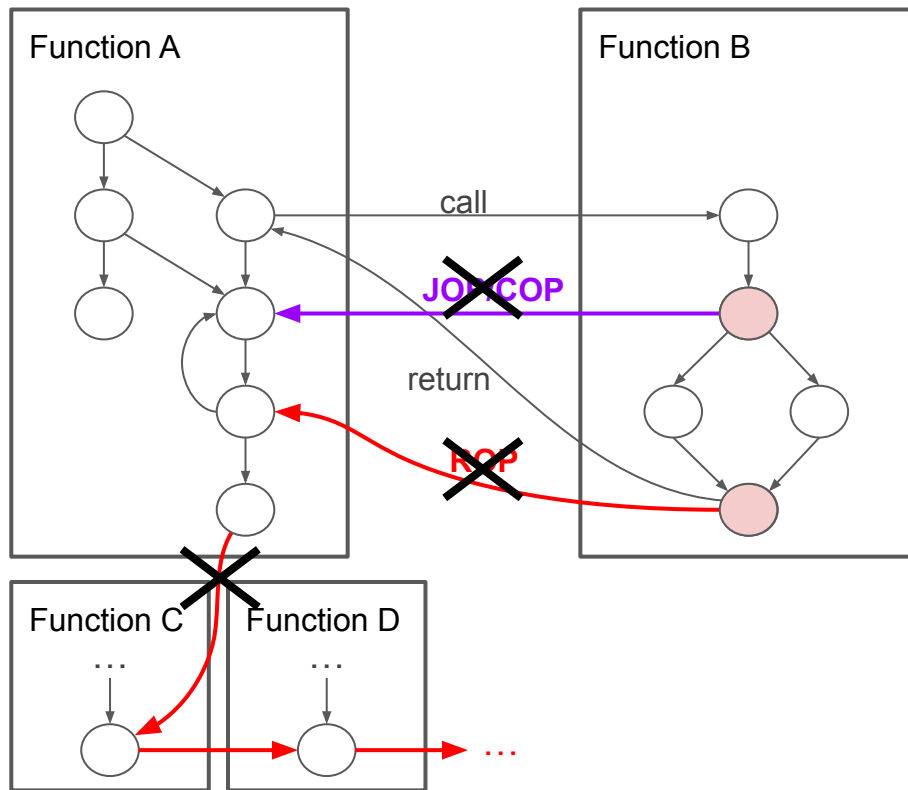 Function A
Function B
call
JOP/COP
return
ROP
Function C
Function D
...
...
...